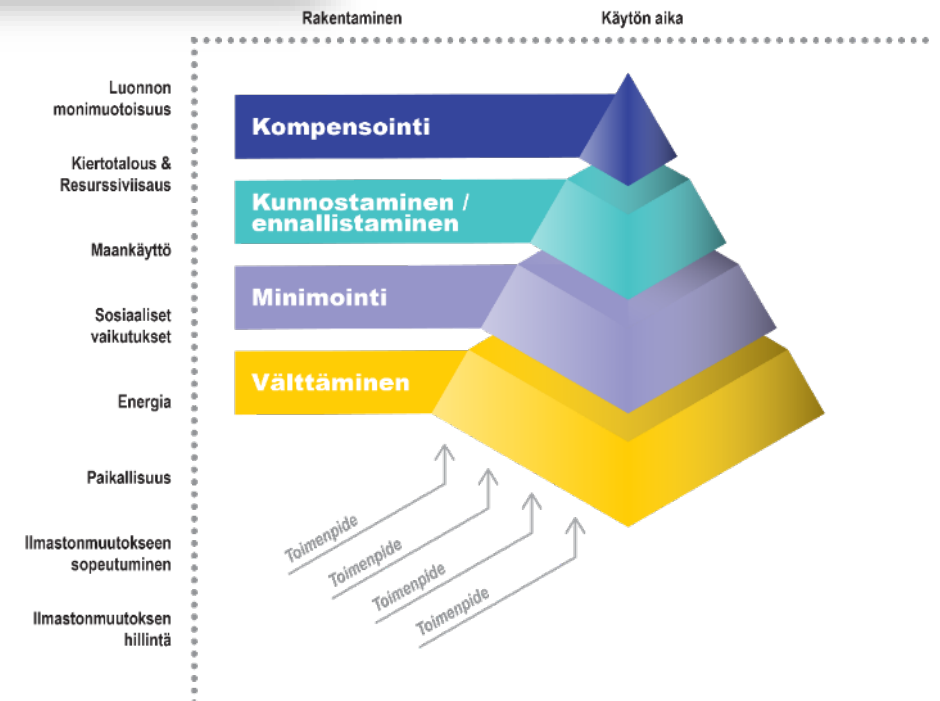 Rakentaminen
Käytön aika
Luonnon
monimuotoisuus
Kiertotalous &
Resurssiviisaus
Maankäyttö
Sosiaaliset
vaikutukset
Energia
Paikallisuus
Ilmastonmuutokseen
sopeutuminen
Ilmastonmuutoksen
hillintä
Kompensointi
Kunnostaminen /
ennallistaminen
Minimointi
Välttäminen
Toimenpide
Toimenpide
Toimenpide
Toimenpide